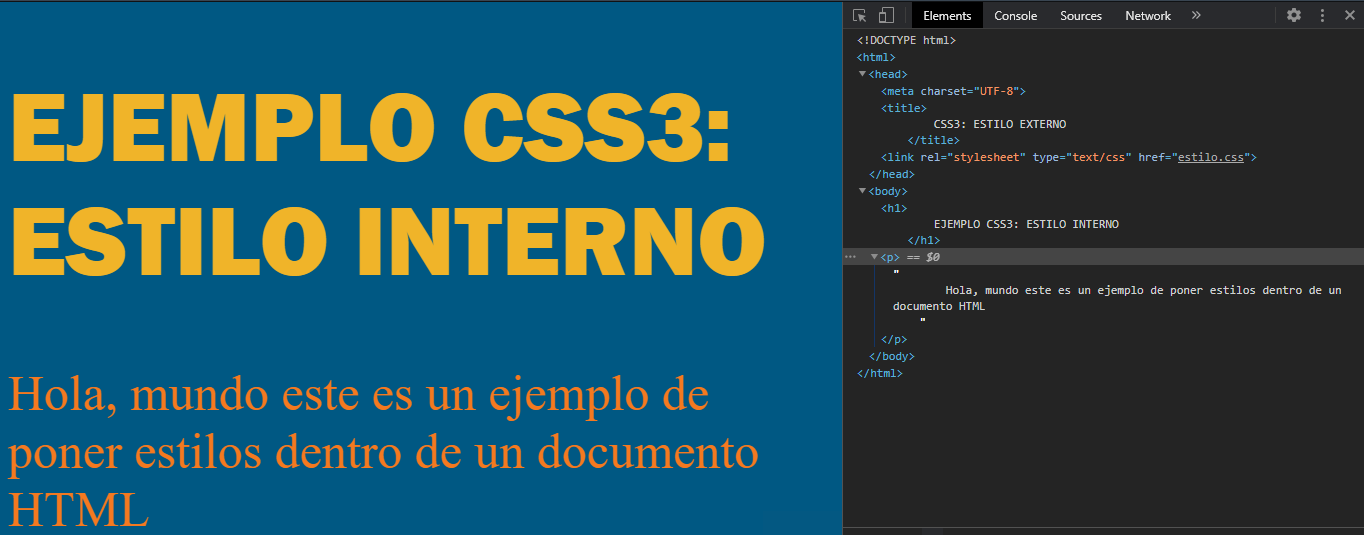 EJEMPLO CSS3:
ESTILO INTERNO
Hola, mundo este es un ejemplo de
poner estilos dentro de un documento
HTML
Elements Console Sources Network »
<!DOCTYPE html>
<html>
<head>
<meta charset="UTF-8">
<title>
CSS3: ESTILO EXTERNO
</title>
<link rel="stylesheet" type="text/css" href="estilo.css">
</head>
<body>
<h1>
EJEMPLO CSS3: ESTILO INTERNO
</h1>
<p> == $0
"
Hola, mundo este es un ejemplo de poner estilos dentro de un
documento HTML
"
</p>
</body>
</html>